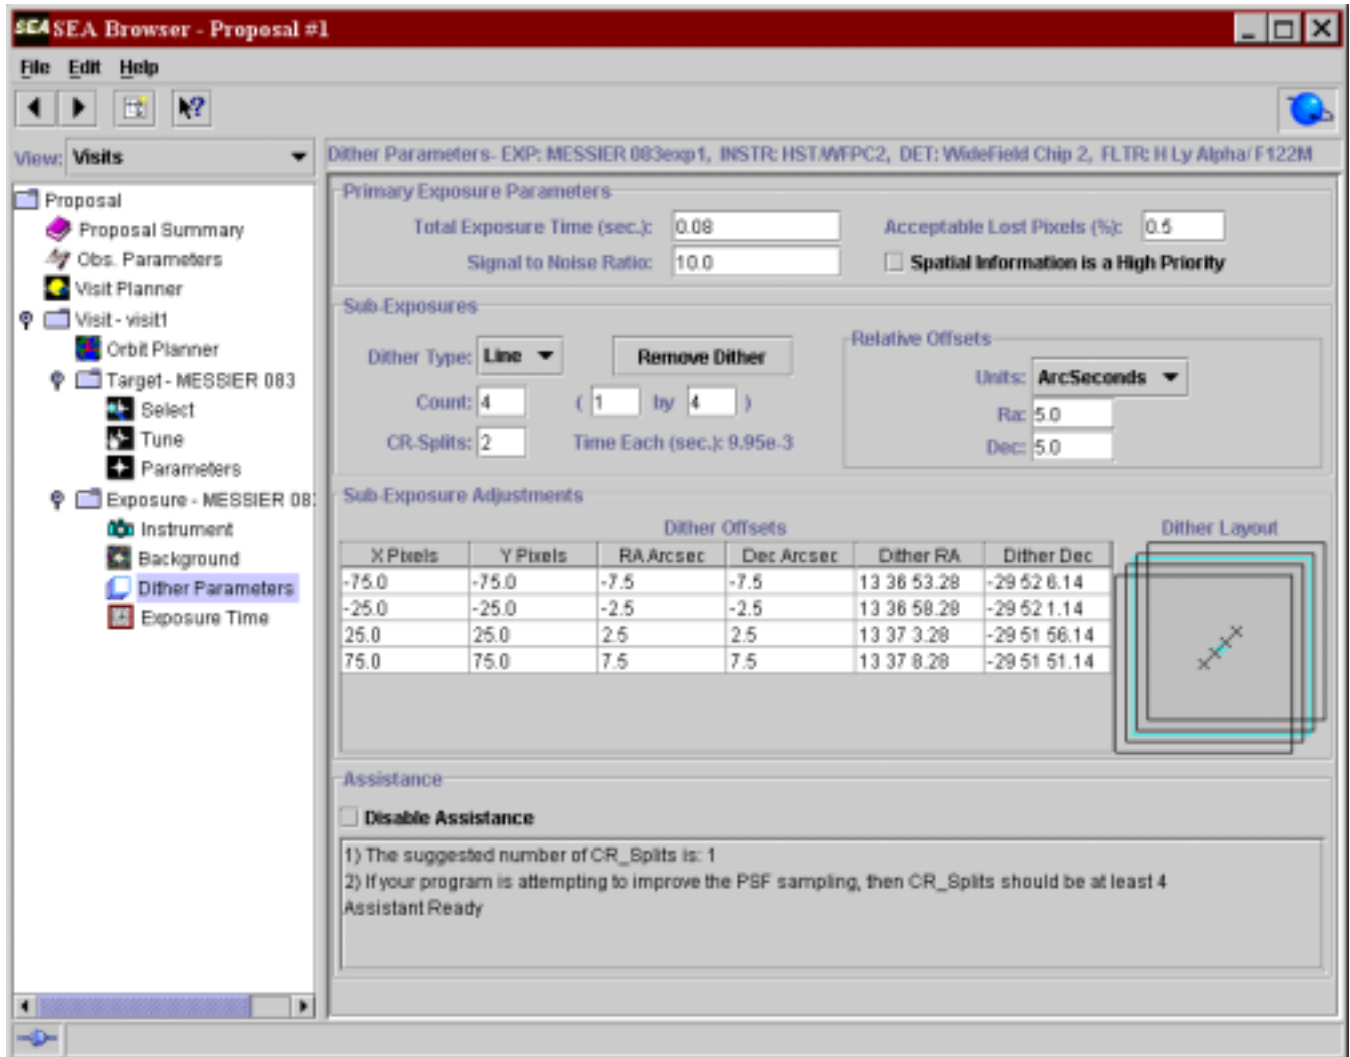 SEA SEA Browser - Proposal #1
File Edit Help
View: Visits
Proposal
Proposal Summary
Obs. Parameters
Visit Planner
Visit - visit1
Orbit Planner
Target - MESSIER 083
Select
Tune
Parameters
Exposure - MESSIER 08
Instrument
Background
Dither Parameters
Exposure Time
Dither Parameters- EXP: MESSIER 083exp1, INSTR: HST/WFPC2, DET: WideField Chip 2, FLTR: H Ly Alpha/ F122M
Primary Exposure Parameters
Total Exposure Time (sec.): 0.08 Acceptable Lost Pixels (%): 0.5
Signal to Noise Ratio: 10.0 Spatial Information is a High Priority
Sub-Exposures
Dither Type: Line Remove Dither
Count: 4 ( 1 by 4 )
CR-Splits: 2 Time Each (sec.): 9.95e-3
Relative Offsets
Units: ArcSeconds
Ra: 5.0
Dec: 5.0
Sub-Exposure Adjustments
Dither Offsets Dither Layout
X Pixels Y Pixels RA Arcsec Dec Arcsec Dither RA Dither Dec
-75.0 -75.0 -7.5 -7.5 13 36 53.28 -29 52 6.14
-25.0 -25.0 -2.5 -2.5 13 36 58.28 -29 52 1.14
25.0 25.0 2.5 2.5 13 37 3.28 -29 51 56.14
75.0 75.0 7.5 7.5 13 37 8.28 -29 51 51.14
Assistance
Disable Assistance
1) The suggested number of CR_Splits is: 1
2) If your program is attempting to improve the PSF sampling, then CR_Splits should be at least 4
Assistant Ready